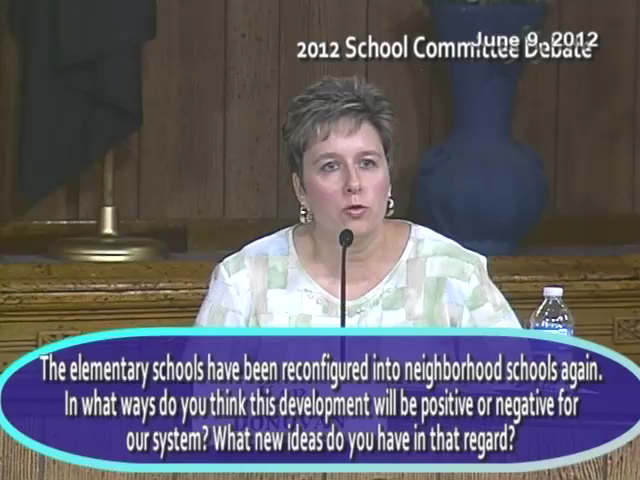 June 9, 2012
2012 School Committee Debate
The elementary schools have been reconfigured into neighborhood schools again.
In what ways do you think this development will be positive or negative for
our system? What new ideas do you have in that regard?
DONOVAN